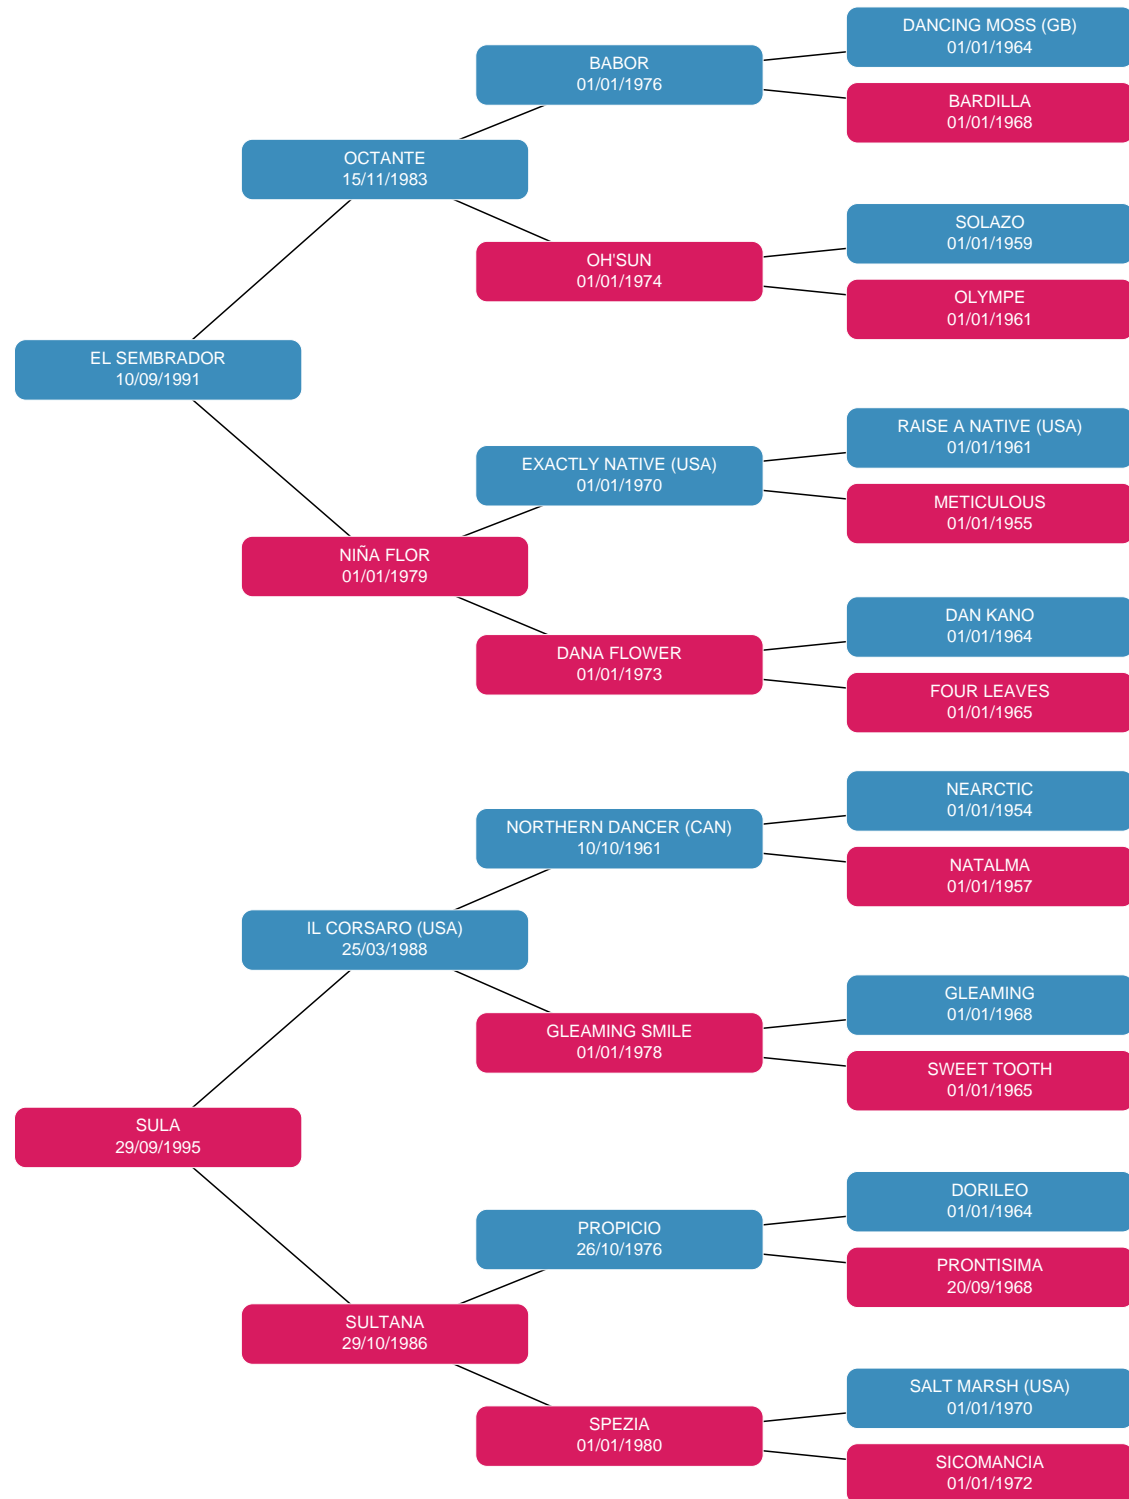 DANCING MOSS (GB)
01/01/1964
BABOR
01/01/1976
BARDILLA
01/01/1968
OCTANTE
15/11/1983
SOLAZO
01/01/1959
OH'SUN
01/01/1974
OLYMPE
01/01/1961
EL SEMBRADOR
10/09/1991
RAISE A NATIVE (USA)
01/01/1961
EXACTLY NATIVE (USA)
01/01/1970
METICULOUS
01/01/1955
NIÑA FLOR
01/01/1979
DAN KANO
01/01/1964
DANA FLOWER
01/01/1973
FOUR LEAVES
01/01/1965
NEARCTIC
01/01/1954
NORTHERN DANCER (CAN)
10/10/1961
NATALMA
01/01/1957
IL CORSARO (USA)
25/03/1988
GLEAMING
01/01/1968
GLEAMING SMILE
01/01/1978
SWEET TOOTH
01/01/1965
SULA
29/09/1995
DORILEO
01/01/1964
PROPICIO
26/10/1976
PRONTISIMA
20/09/1968
SULTANA
29/10/1986
SALT MARSH (USA)
01/01/1970
SPEZIA
01/01/1980
SICOMANCIA
01/01/1972